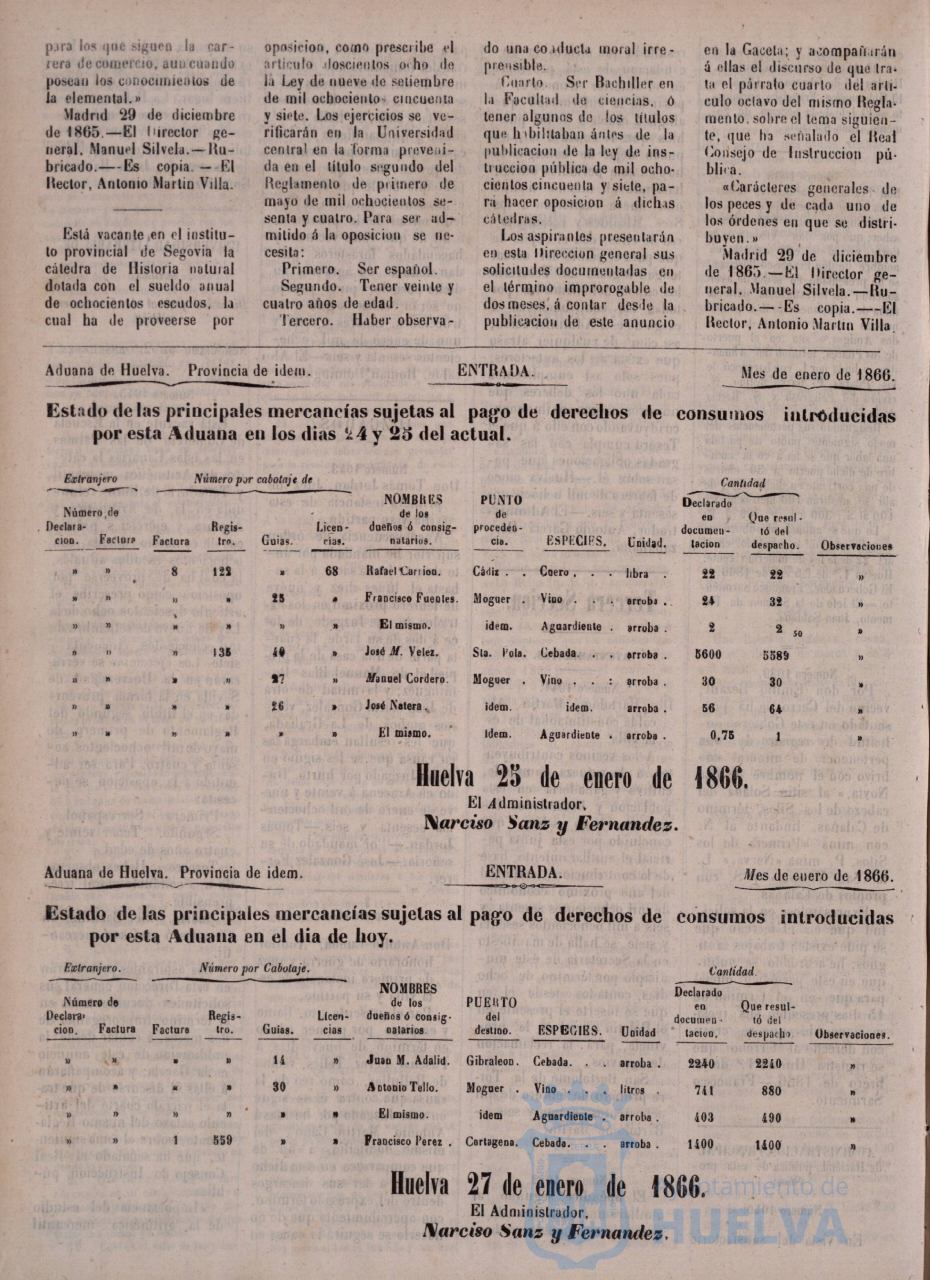 para los que siguen la car-
rera de comercio, aun cuando
posean los conocimientos de
la elemental.»
Madrid 29 de diciembre
de 1865.—El Director ge-
neral, Manuel Silvela.—Ru-
bricado.—-Es copia. — El
Rector, Antonio Martin Villa.
Está vacante en el institu-
to provincial de Segovia la
cátedra de Historia natural
dotada con el sueldo anual
de ochocientos escudos, la
cual ha de proveerse por
oposicion, como prescribe el
artículo doscientos ocho de
la Ley de nueve de setiembre
de mil ochocientos cincuenta
y siete. Los ejercicios se ve-
rificarán en la Universidad
central en la forma preveni-
da en el título segundo del
Reglamento de primero de
mayo de mil ochocientos se-
senta y cuatro. Para ser ad-
mitido á la oposicion se ne-
cesita:
Primero. Ser español.
Segundo. Tener veinte y
cuatro años de edad.
Tercero. Haber observa-
do una conducta moral irre-
prensible.
Cuarto. Ser Bachiller en
la Facultad de ciencias, ó
tener algunos de los títulos
que habilitaban ántes de la
publicacion de la ley de ins-
truccion pública de mil ocho-
cientos cincuenta y siete, pa-
rá hacer oposicion á dichas
cátedras.
Los aspirantes presentarán
en esta Direccion general sus
solicitudes documentadas en
el término improrogable de
dos meses, á contar desde la
publicacion de este anuncio
en la Gaceta; y acompañarán
á ellas el discurso de que tra-
ta el párrafo cuarto del artí-
culo octavo del mismo Regla-
mento, sobre el tema siguien-
te, que ha señalado el Real
Consejo de Instruccion pú-
blica.
«Carácteres generales de
los peces y de cada uno de
los órdenes en que se distri-
buyen.»
Madrid 29 de diciembre
de 1865.—El Director ge-
neral, Manuel Silvela.—Ru-
bricado.—-Es copia.—-El
Rector, Antonio Martin Villa.
Aduana de Huelva. Provincia de idem. ENTRADA. Mes de enero de 1866.
Estado de las principales mercancías sujetas al pago de derechos de consumos introducidas
por esta Aduana en los dias 24 y 25 del actual.
Extranjero Número por cabotaje de Cantidad
Número de Declara-cion. Factura Factura Regis-tro. Guias. Licen-cias. NOMBRES de los dueños ó consig-natarios. PUNTO de proceden-cia. ESPECIES. Unidad. Declarado en documen-tacion Que resul-tó del despacho. Observaciones
» » 8 122 » 68 Rafael Carrion. Cádiz . . Cuero . . . libra . 22 22 »
» » » » 25 » Francisco Fuentes. Moguer . Vino . . . arroba . 24 32 »
» » » » » » El mismo. idem. Aguardiente . arroba . 2 2 50 »
» » » 135 40 » José M. Velez. Sta. Pola. Cebada. . . arroba . 5600 5589 »
» » » » 27 » Manuel Cordero. Moguer . Vino . . : arroba . 30 30 »
» » » » 26 » José Natera . idem. idem. arroba . 56 64 »
» » » » » » El mismo. Idem. Aguardiente . arroba . 0,75 1 »
Huelva 25 de enero de 1866.
El Administrador,
Narciso Sanz y Fernandez.
Aduana de Huelva. Provincia de idem. ENTRADA. Mes de enero de 1866.
Estado de las principales mercancías sujetas al pago de derechos de consumos introducidas
por esta Aduana en el dia de hoy.
Extranjero. Número por Cabotaje. Cantidad
Número de Declara-cion. Factura Factura Regis-tro. Guias. Licen-cias NOMBRES de los dueños ó consig-natarios. PUERTO del destino. ESPECIES. Unidad Declarado en documen-tacion. Que resul-tó del despacho. Observaciones.
» » » » 14 » Juan M. Adalid. Gibraleon. Cebada. . . arroba . 2240 2240 »
» » » » 30 » Antonio Tello. Moguer . Vino . . . litros . 741 880 »
» » » » » » El mismo. idem Aguardiente . arroba . 403 490 »
» » 1 559 » » Francisco Perez . Cartagena. Cebada. . . arroba . 1400 1400 »
Huelva 27 de enero de 1866.
El Administrador,
Narciso Sanz y Fernandez.
HUELVA